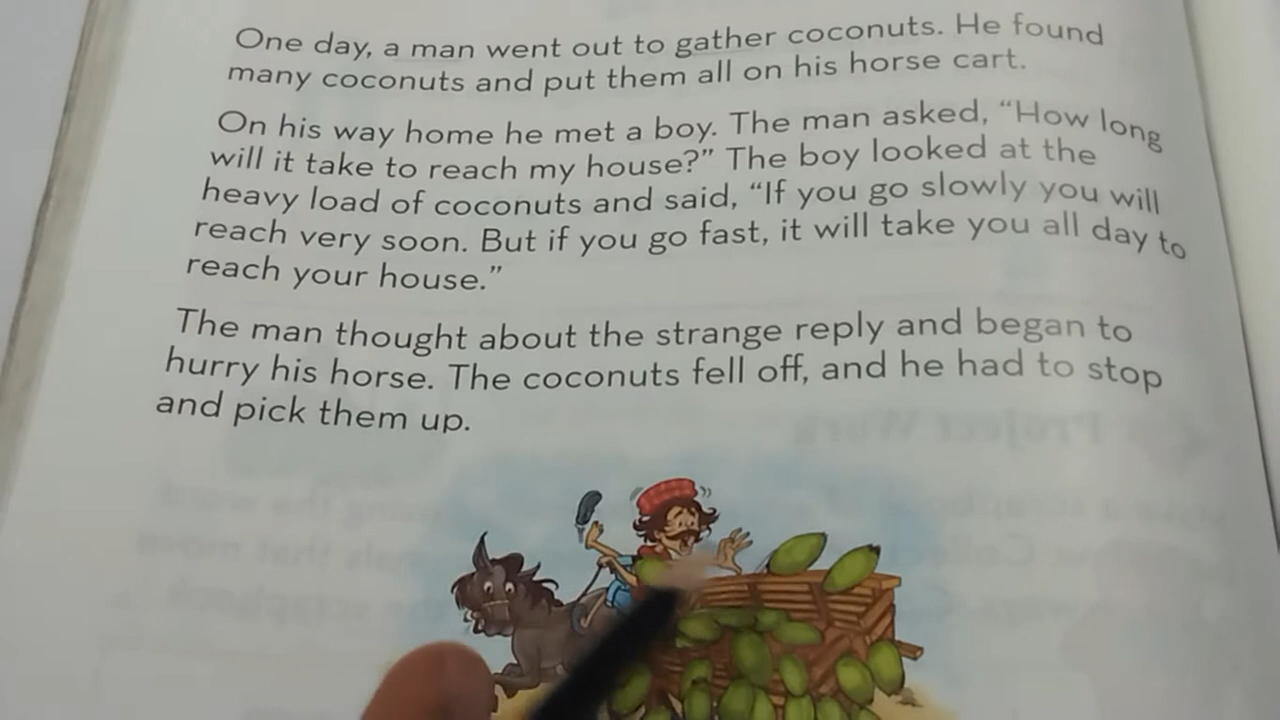 One day, a man went out to gather coconuts. He found
many coconuts and put them all on his horse cart.
On his way home he met a boy. The man asked, “How long
will it take to reach my house?” The boy looked at the
heavy load of coconuts and said, “If you go slowly you will
reach very soon. But if you go fast, it will take you all day to
reach your house.”
The man thought about the strange reply and began to
hurry his horse. The coconuts fell off, and he had to stop
and pick them up.